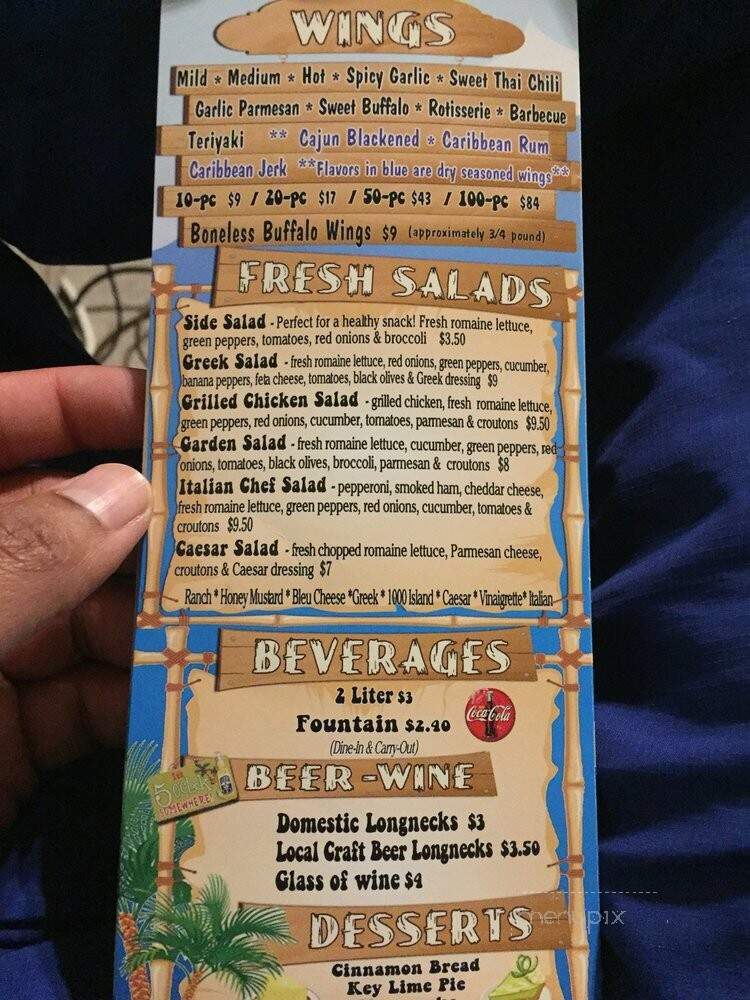 WINGS
Mild * Medium * Hot * Spicy Garlic * Sweet Thai Chili
Garlic Parmesan * Sweet Buffalo * Rotisserie * Barbecue
Teriyaki ** Cajun Blackened * Caribbean Rum
Caribbean Jerk **Flavors in blue are dry seasoned wings**
10-pc $9 / 20-pc $17 / 50-pc $43 / 100-pc $84
Boneless Buffalo Wings $9 (approximately 3/4 pound)
FRESH SALADS
Side Salad - Perfect for a healthy snack! Fresh romaine lettuce,
green peppers, tomatoes, red onions & broccoli $3.50
Greek Salad - fresh romaine lettuce, red onions, green peppers, cucumber,
banana peppers, feta cheese, tomatoes, black olives & Greek dressing $9
Grilled Chicken Salad - grilled chicken, fresh romaine lettuce,
green peppers, red onions, cucumber, tomatoes, parmesan & croutons $9.50
Garden Salad - fresh romaine lettuce, cucumber, green peppers, red
onions, tomatoes, black olives, broccoli, parmesan & croutons $8
Italian Chef Salad - pepperoni, smoked ham, cheddar cheese,
fresh romaine lettuce, green peppers, red onions, cucumber, tomatoes &
croutons $9.50
Caesar Salad - fresh chopped romaine lettuce, Parmesan cheese,
croutons & Caesar dressing $7
Ranch * Honey Mustard * Bleu Cheese *Greek * 1000 Island * Caesar * Vinaigrette* Italian
BEVERAGES
2 Liter $3
Fountain $2.40
Coca-Cola
(Dine-In & Carry-Out)
BEER-WINE
5 SOMEWHERE
Domestic Longnecks $3
Local Craft Beer Longnecks $3.50
Glass of wine $4
menupix
DESSERTS
Cinnamon Bread
Key Lime Pie